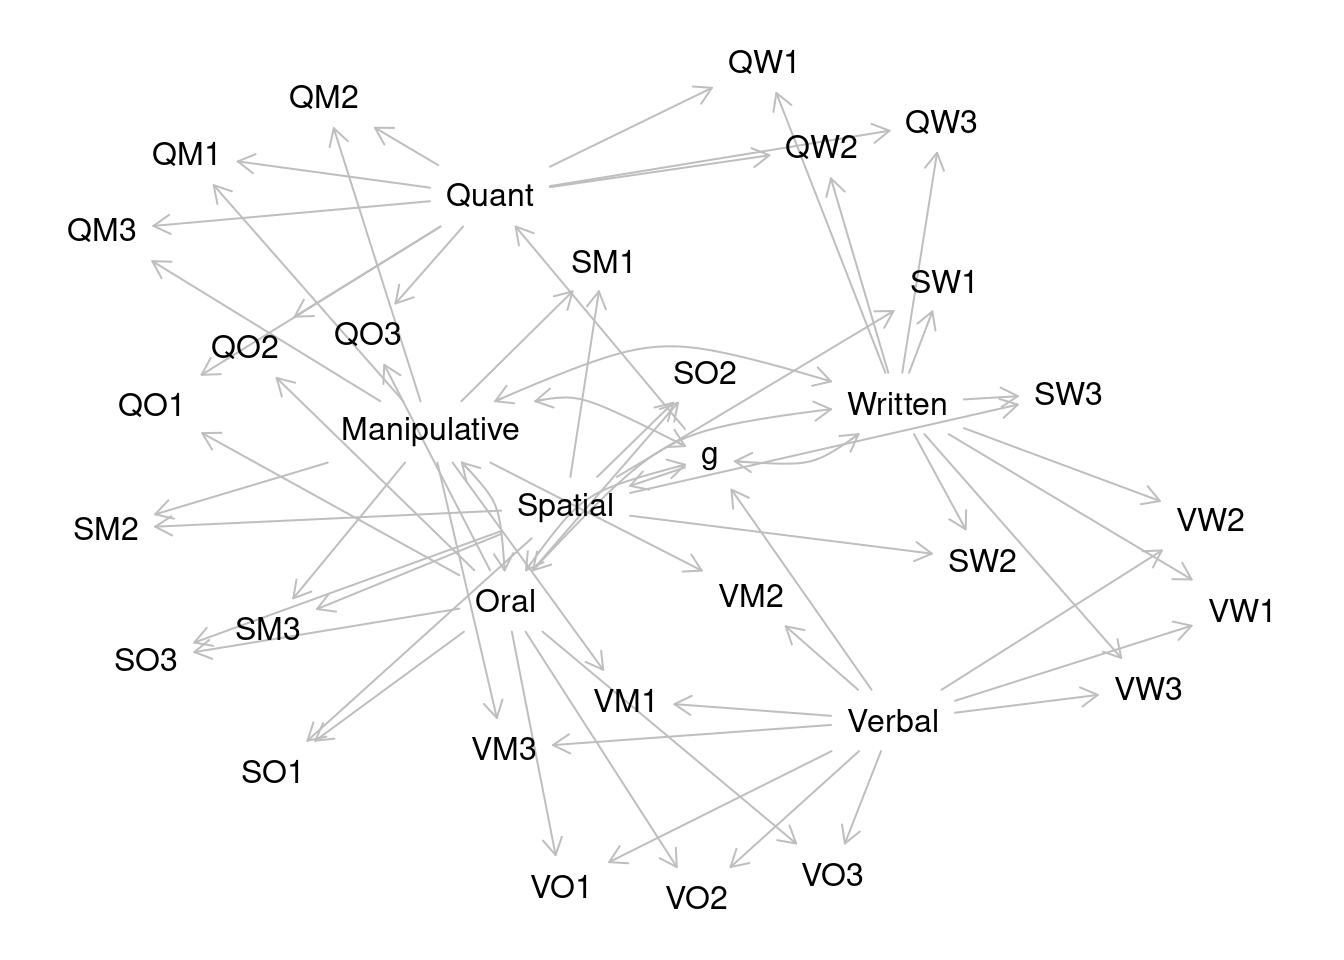 QW1
QM2
QW3
QW2
QM1
Quant
QM3
SM1
SW1
QO3
QO2
SO2
SW3
QO1
Written
Manipulative
g
Spatial
VW2
SM2
SW2
VM2
Oral
VW1
SM3
SO3
VW3
VM1
Verbal
VM3
SO1
VO3
VO1
VO2